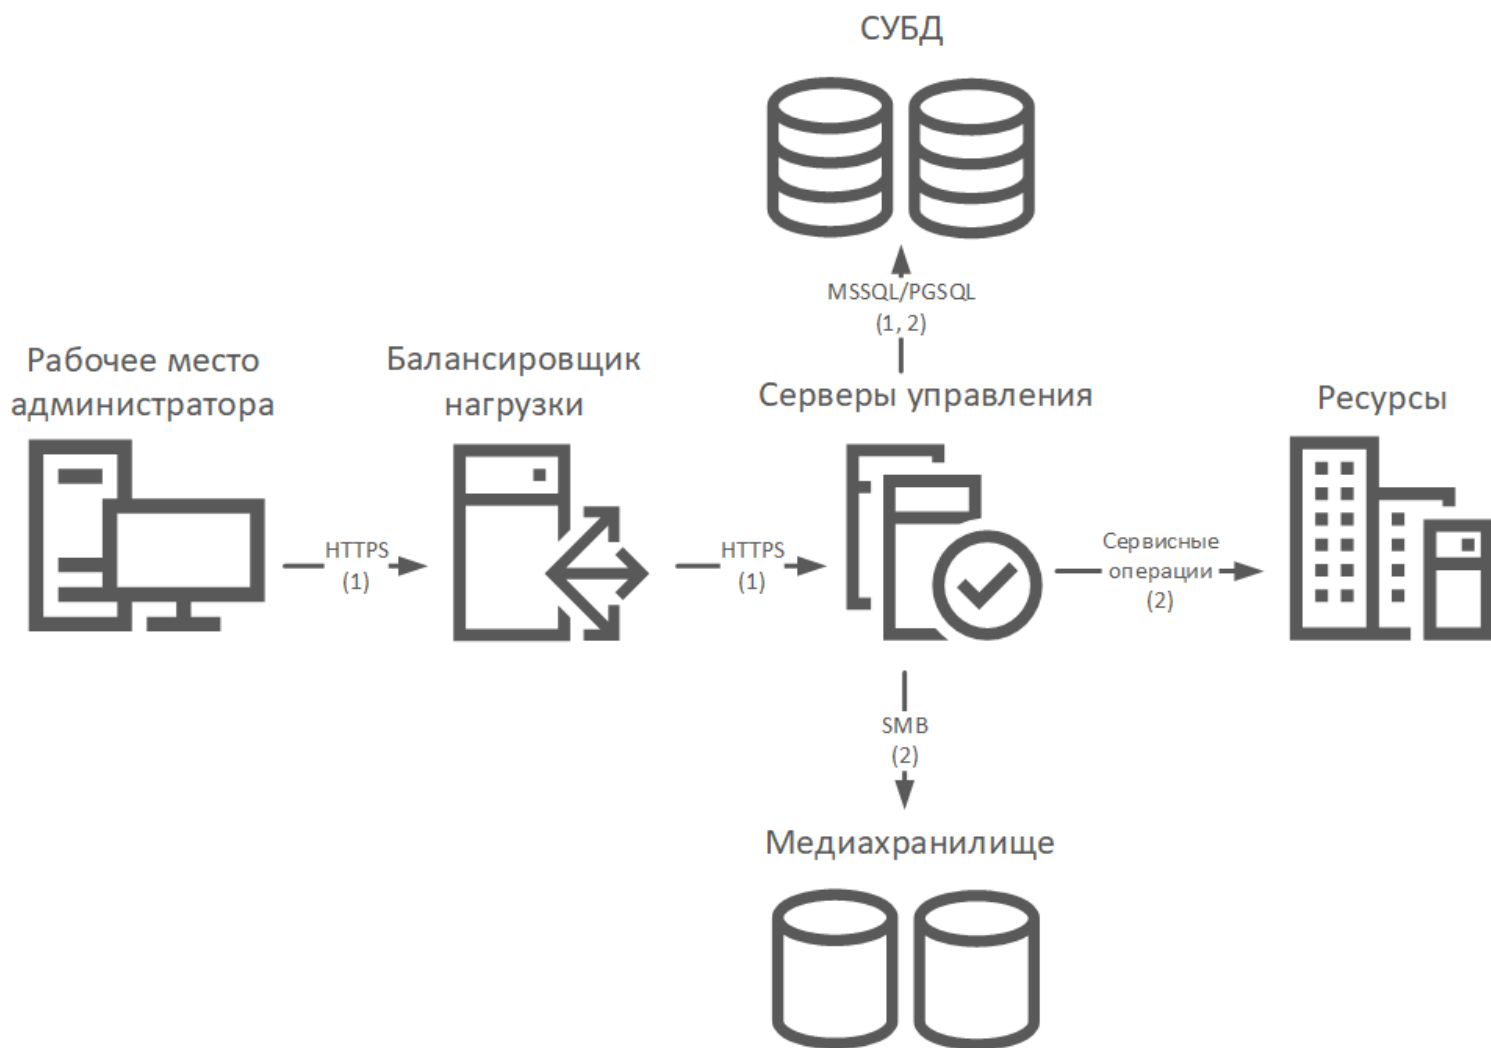 СУБД
MSSQL/PGSQL
(1, 2)
Рабочее место
администратора
Балансировщик
нагрузки
Серверы управления
Ресурсы
HTTPS
(1)
HTTPS
(1)
Сервисные
операции
(2)
SMB
(2)
Медиахранилище